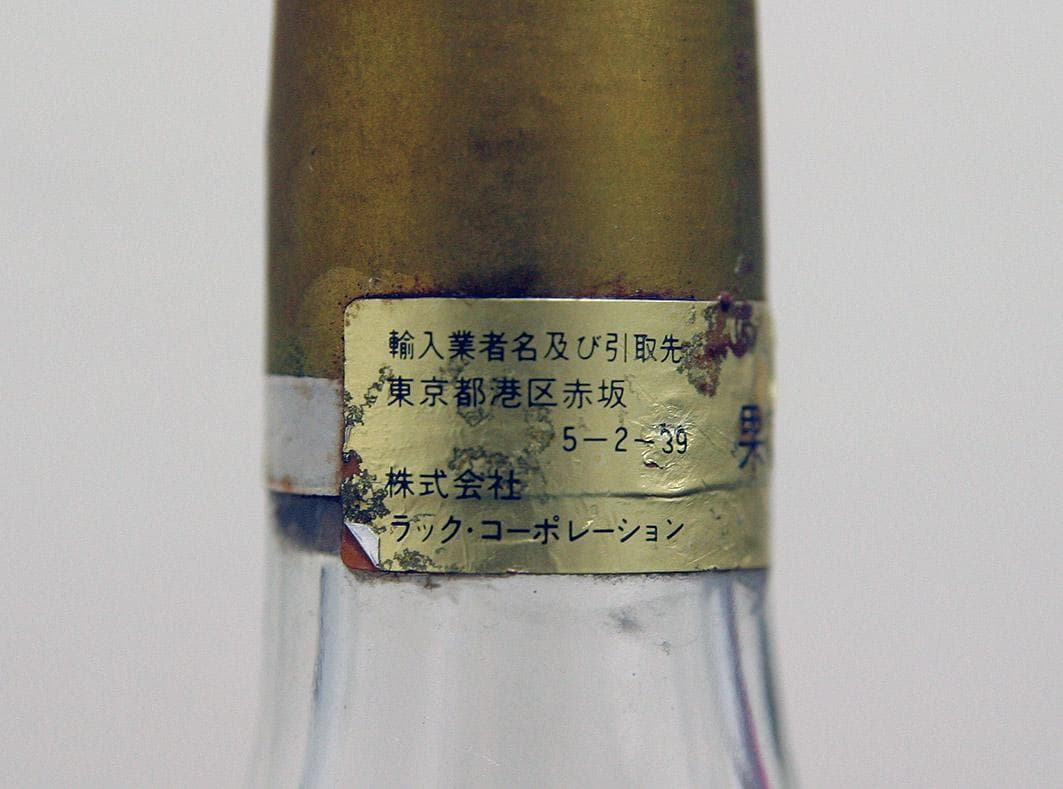 輸入業者名及び引取先
東京都港区赤坂
5-2-39
株式会社
ラック・コーポレーション
果